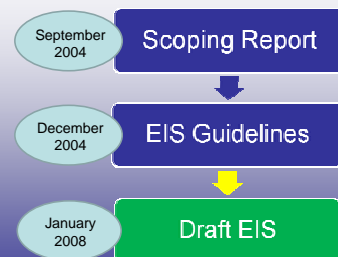 September
2004
Scoping Report
December
2004
EIS Guidelines
January
2008
Draft EIS